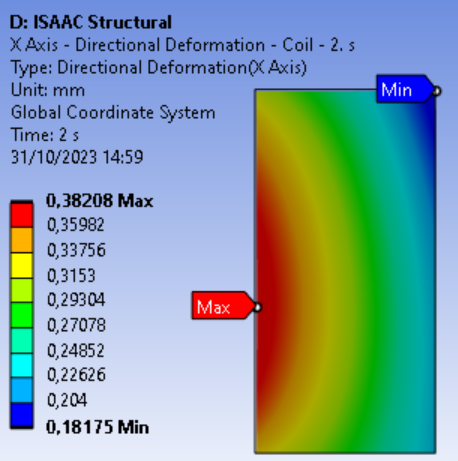 D: ISAAC Structural
X Axis - Directional Deformation - Coil - 2. s
Type: Directional Deformation(X Axis)
Unit: mm
Global Coordinate System
Time: 2 s
31/10/2023 14:59
Min
0,38208 Max
0,35982
0,33756
0,3153
0,29304
0,27078
0,24852
0,22626
0,204
0,18175 Min
Max